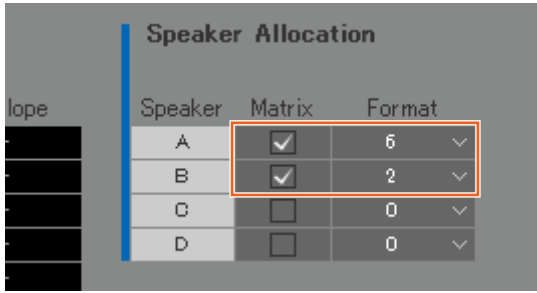 Speaker Allocation
lope Speaker Matrix Format
A 6
B 2
C 0
D 0